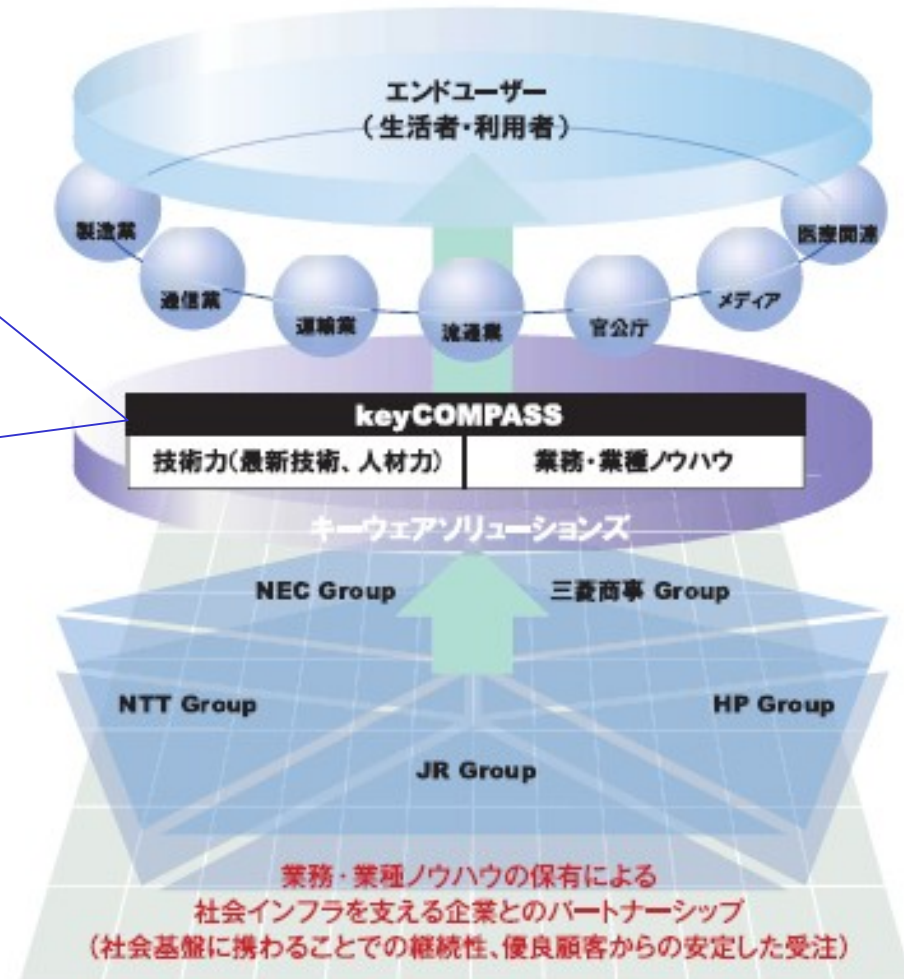 エンドユーザー
(生活者・利用者)
製造業
医療関連
通信業
メディア
運輸業
流通業
官公庁
keyCOMPASS
技術力(最新技術、人材力)
業務・業種ノウハウ
キーウェアソリューションズ
NEC Group
三菱商事 Group
NTT Group
HP Group
JR Group
業務・業種ノウハウの保有による
社会インフラを支える企業とのパートナーシップ
(社会基盤に携わることでの継続性、優良顧客からの安定した受注)